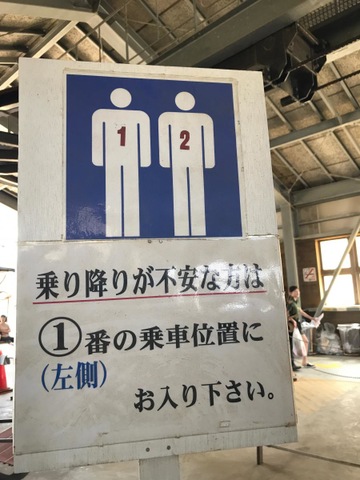 1 2
乗り降りが不安な方は
①番の乗車位置に
(左側)
お入り下さい。